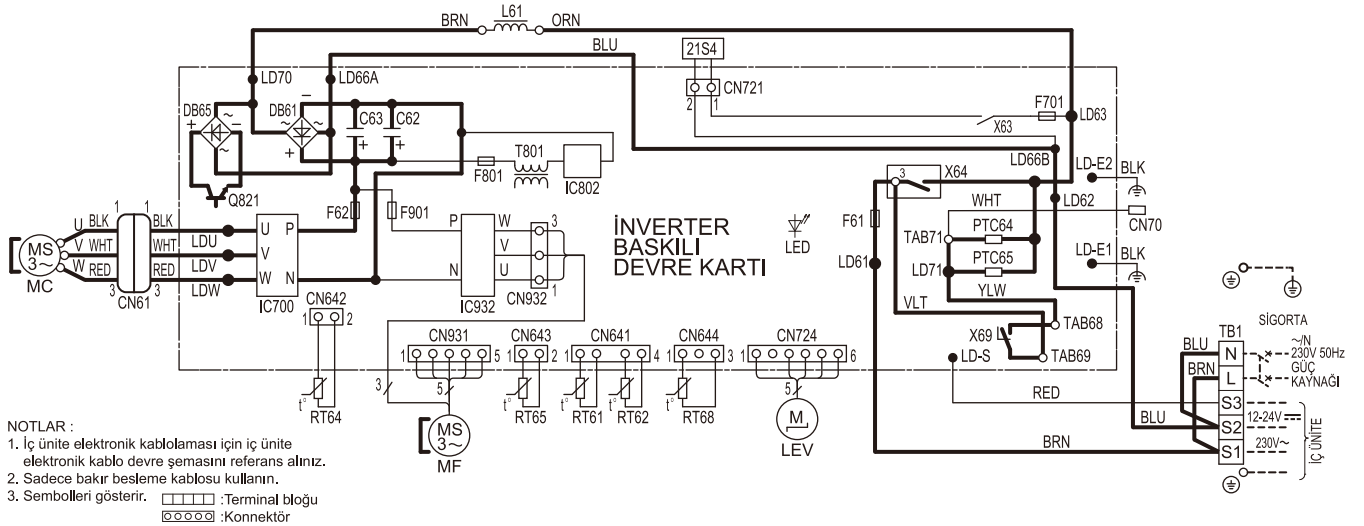 BRN L61 ORN
BLU
21S4
LD70 LD66A CN721
2 1
F701
X63
LD63
DB65 DB61 C63 C62
+ - ~ + - ~
T801
F801 IC802
LD66B
LD-E2 BLK
Q821
F62 F901
3 X64
WHT
LD62
CN70
F61
PTC64
TAB71
PTC65
LD-E1 BLK
LD61
LD71
YLW
VLT
X69
TAB68
TAB69
LD-S
RED
İNVERTER
BASKILI
DEVRE KARTI
LED
MS
3~
MC
U BLK 1 1 BLK LDU U P
V WHT WHT LDV V
W RED 3 3 RED LDW W N
CN61 IC700
P W 3
V
N U 1
IC932 CN932
CN642
1 2
t° RT64
CN931
1 5
3 5
MS
3~
MF
CN643
1 2
t° RT65
CN641
1 4
t° RT61 t° RT62
CN644
1 3
t° RT68
CN724
1 6
5
M
LEV
TB1
SİGORTA
BLU N ~/N
230V 50Hz
BRN L GÜÇ
KAYNAĞI
S3
BLU S2 12-24V
BRN S1 230V~
İÇ ÜNİTE
NOTLAR :
1. İç ünite elektronik kablolaması için iç ünite
elektronik kablo devre şemasını referans alınız.
2. Sadece bakır besleme kablosu kullanın.
3. Sembolleri gösterir. :Terminal bloğu
:Konnektör